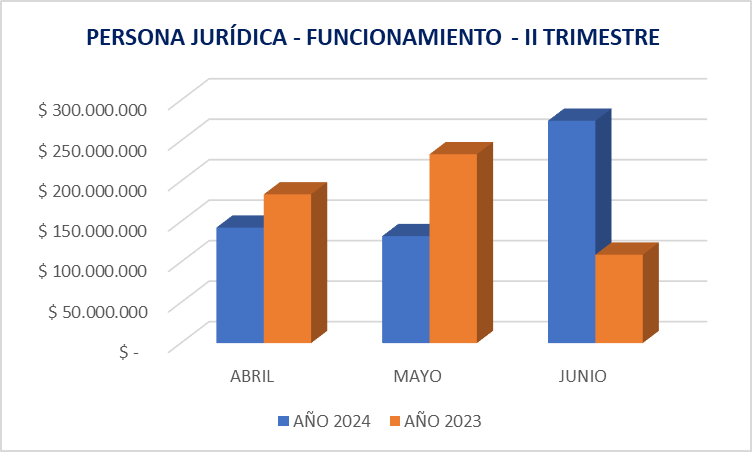 PERSONA JURÍDICA - FUNCIONAMIENTO - II TRIMESTRE
$ 300.000.000
$ 250.000.000
$ 200.000.000
$ 150.000.000
$ 100.000.000
$ 50.000.000
$ -
ABRIL MAYO JUNIO
AÑO 2024 AÑO 2023